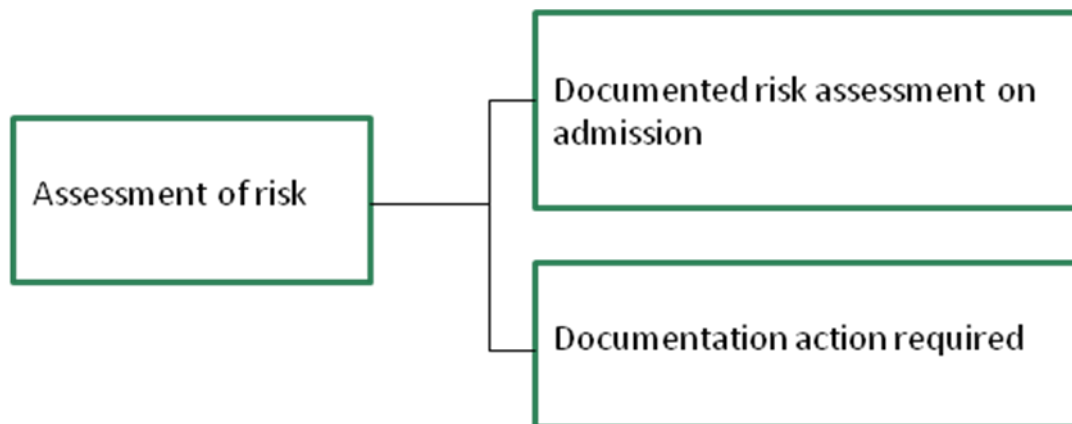 Assessment of risk
Documented risk assessment on
admission
Documentation action required